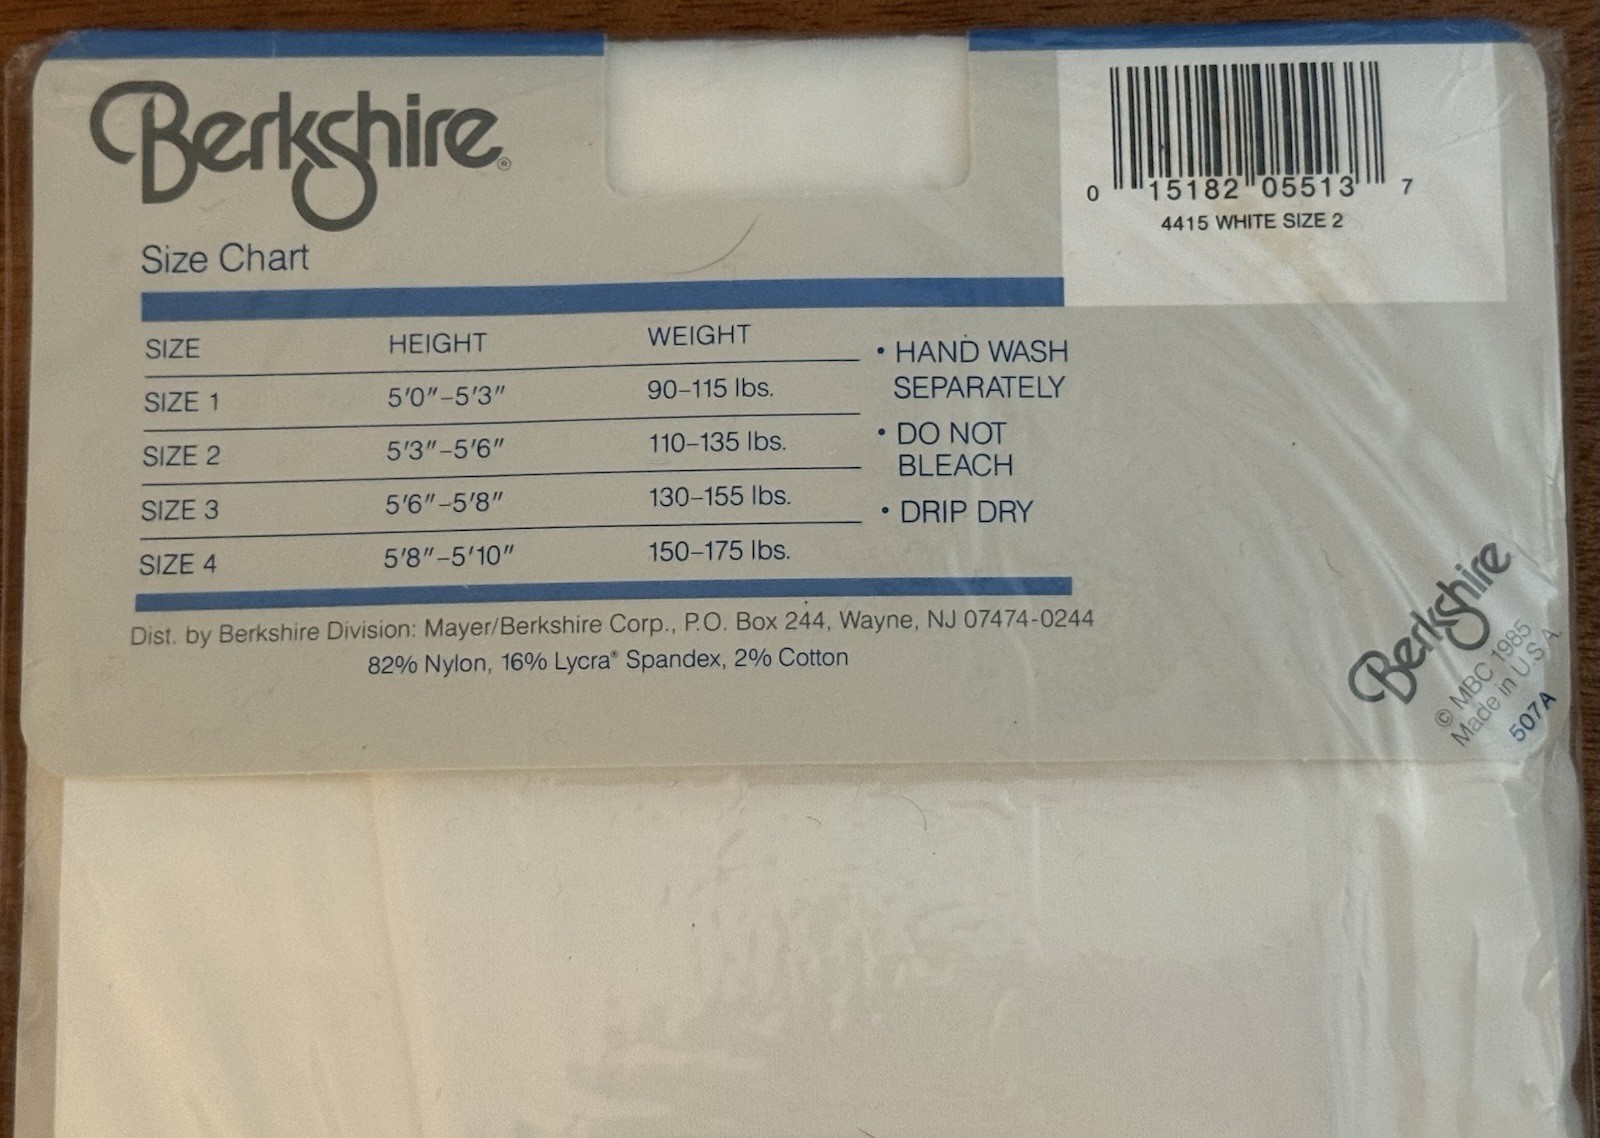 Berkshire®
0 15182 05513 7
4415 WHITE SIZE 2
Size Chart
SIZE HEIGHT WEIGHT
SIZE 1 5'0"–5'3" 90–115 lbs.
SIZE 2 5'3"–5'6" 110–135 lbs.
SIZE 3 5'6"–5'8" 130–155 lbs.
SIZE 4 5'8"–5'10" 150–175 lbs.
• HAND WASH
SEPARATELY
• DO NOT
BLEACH
• DRIP DRY
Dist. by Berkshire Division: Mayer/Berkshire Corp., P.O. Box 244, Wayne, NJ 07474-0244
82% Nylon, 16% Lycra® Spandex, 2% Cotton
Berkshire
© MBC 1985
Made in U.S.A.
507A